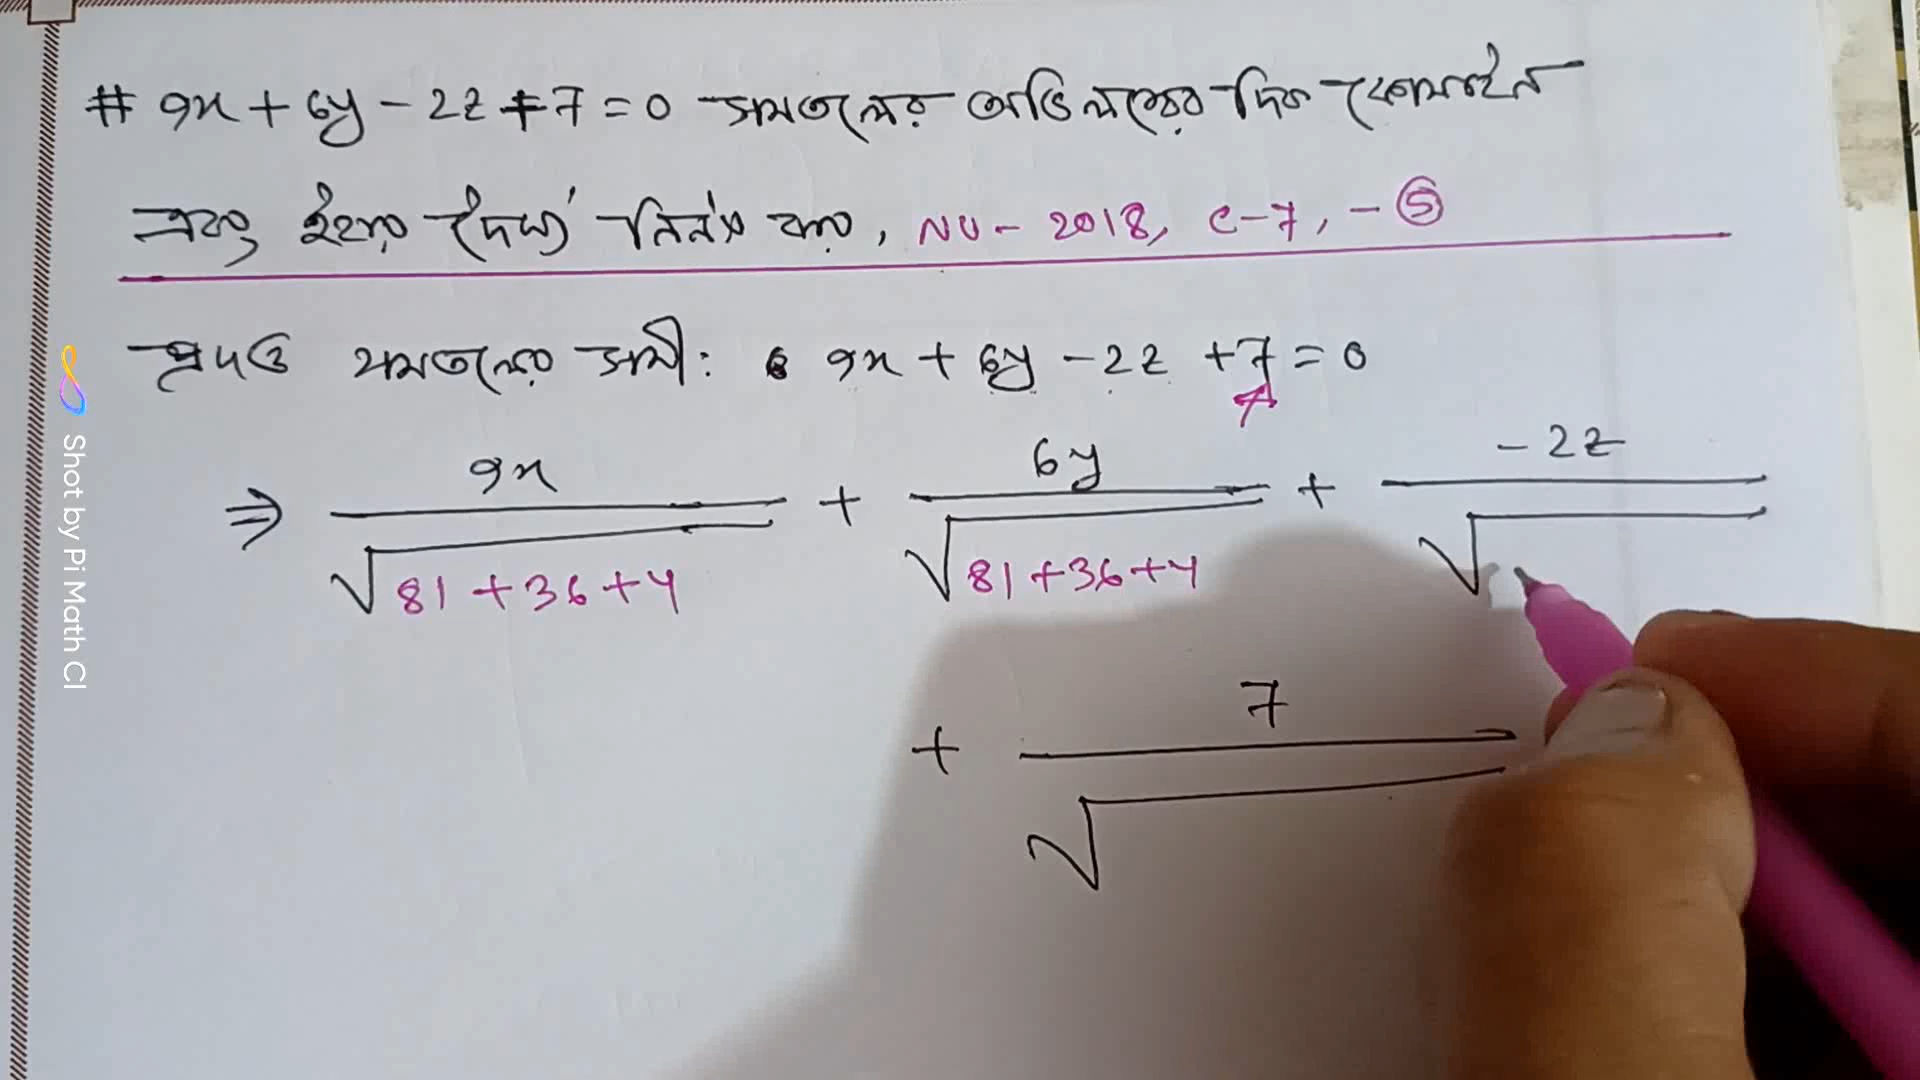 # 9x + 6y - 2z + 7 = 0 সমতলের অভিলম্বের দিক কোসাইন
এবং ইহার দৈর্ঘ্য নির্ণয় কর, NU - 2018, C-7, - 5
প্রদত্ত সমতলের সমী: 9x + 6y - 2z + 7 = 0
⇒ 9x / √81 + 36 + 4 + 6y / √81 + 36 + 4 + -2z / √
+ 7 / √
Shot by Pi Math Cl